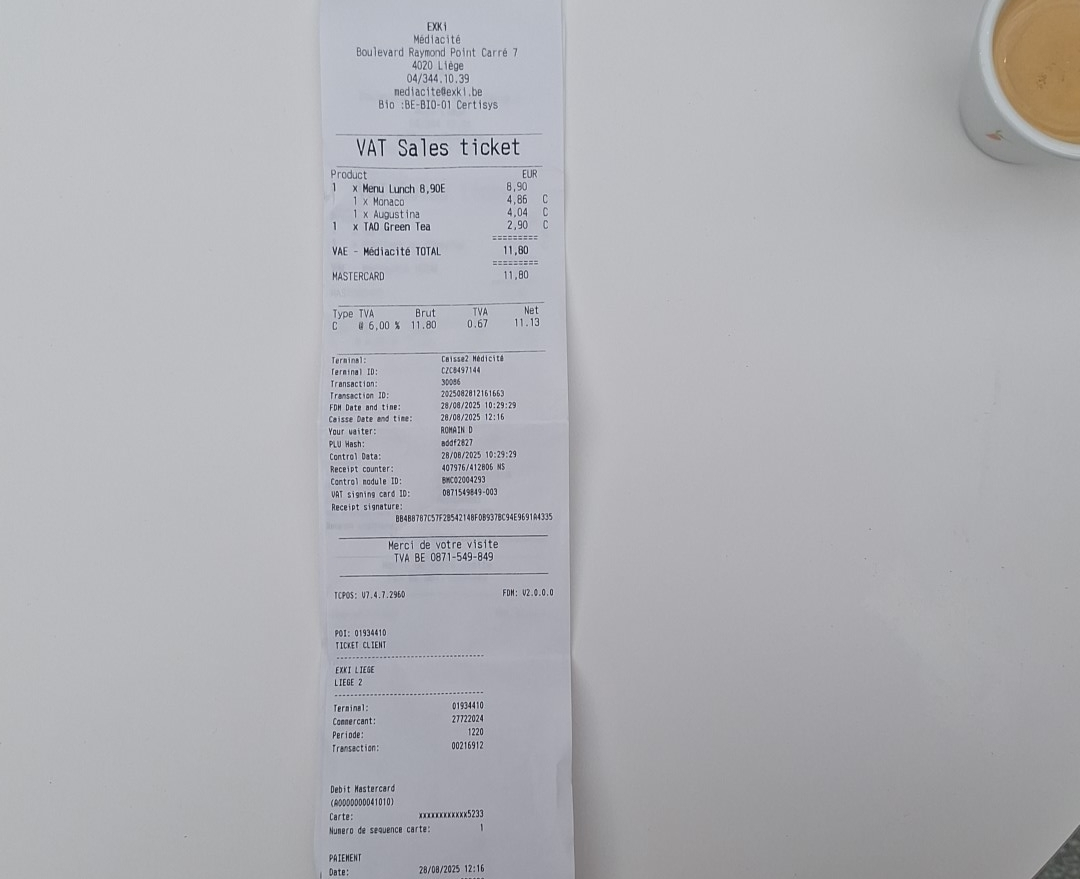 EXKi
Médiacité
Boulevard Raymond Point Carré 7
4020 Liège
04/344.10.39
mediacite@exki.be
Bio :BE-BIO-01 Certisys
VAT Sales ticket
Product EUR
1 x Menu Lunch 8,90E 8,90
1 x Monaco 4,86 C
1 x Augustina 4,04 C
1 x TAO Green Tea 2,90 C
=========
VAE - Médiacité TOTAL 11,80
=========
MASTERCARD 11,80
Type TVA Brut TVA Net
C @ 6,00 % 11.80 0.67 11.13
Terminal: Caisse2 Médicité
Terminal ID: CZC8497144
Transaction: 30086
Transaction ID: 2025082812161663
FDM Date and time: 28/08/2025 10:29:29
Caisse Date and time: 28/08/2025 12:16
Your waiter: ROMAIN D
PLU Hash: addf2827
Control Data: 28/08/2025 10:29:29
Receipt counter: 407976/412806 NS
Control module ID: BMC02004293
VAT signing card ID: 0871549849-003
Receipt signature:
BB4B8787C57F2B54214BF0B937BC94E9691A4335
Merci de votre visite
TVA BE 0871-549-849
TCPOS: V7.4.7.2960 FDM: V2.0.0.0
POI: 01934410
TICKET CLIENT
EXKI LIEGE
LIEGE 2
Terminal: 01934410
Commercant: 27722024
Periode: 1220
Transaction: 00216912
Debit Mastercard
(A0000000041010)
Carte: xxxxxxxxxxxx5233
Numero de sequence carte: 1
PAIEMENT
Date: 28/08/2025 12:16